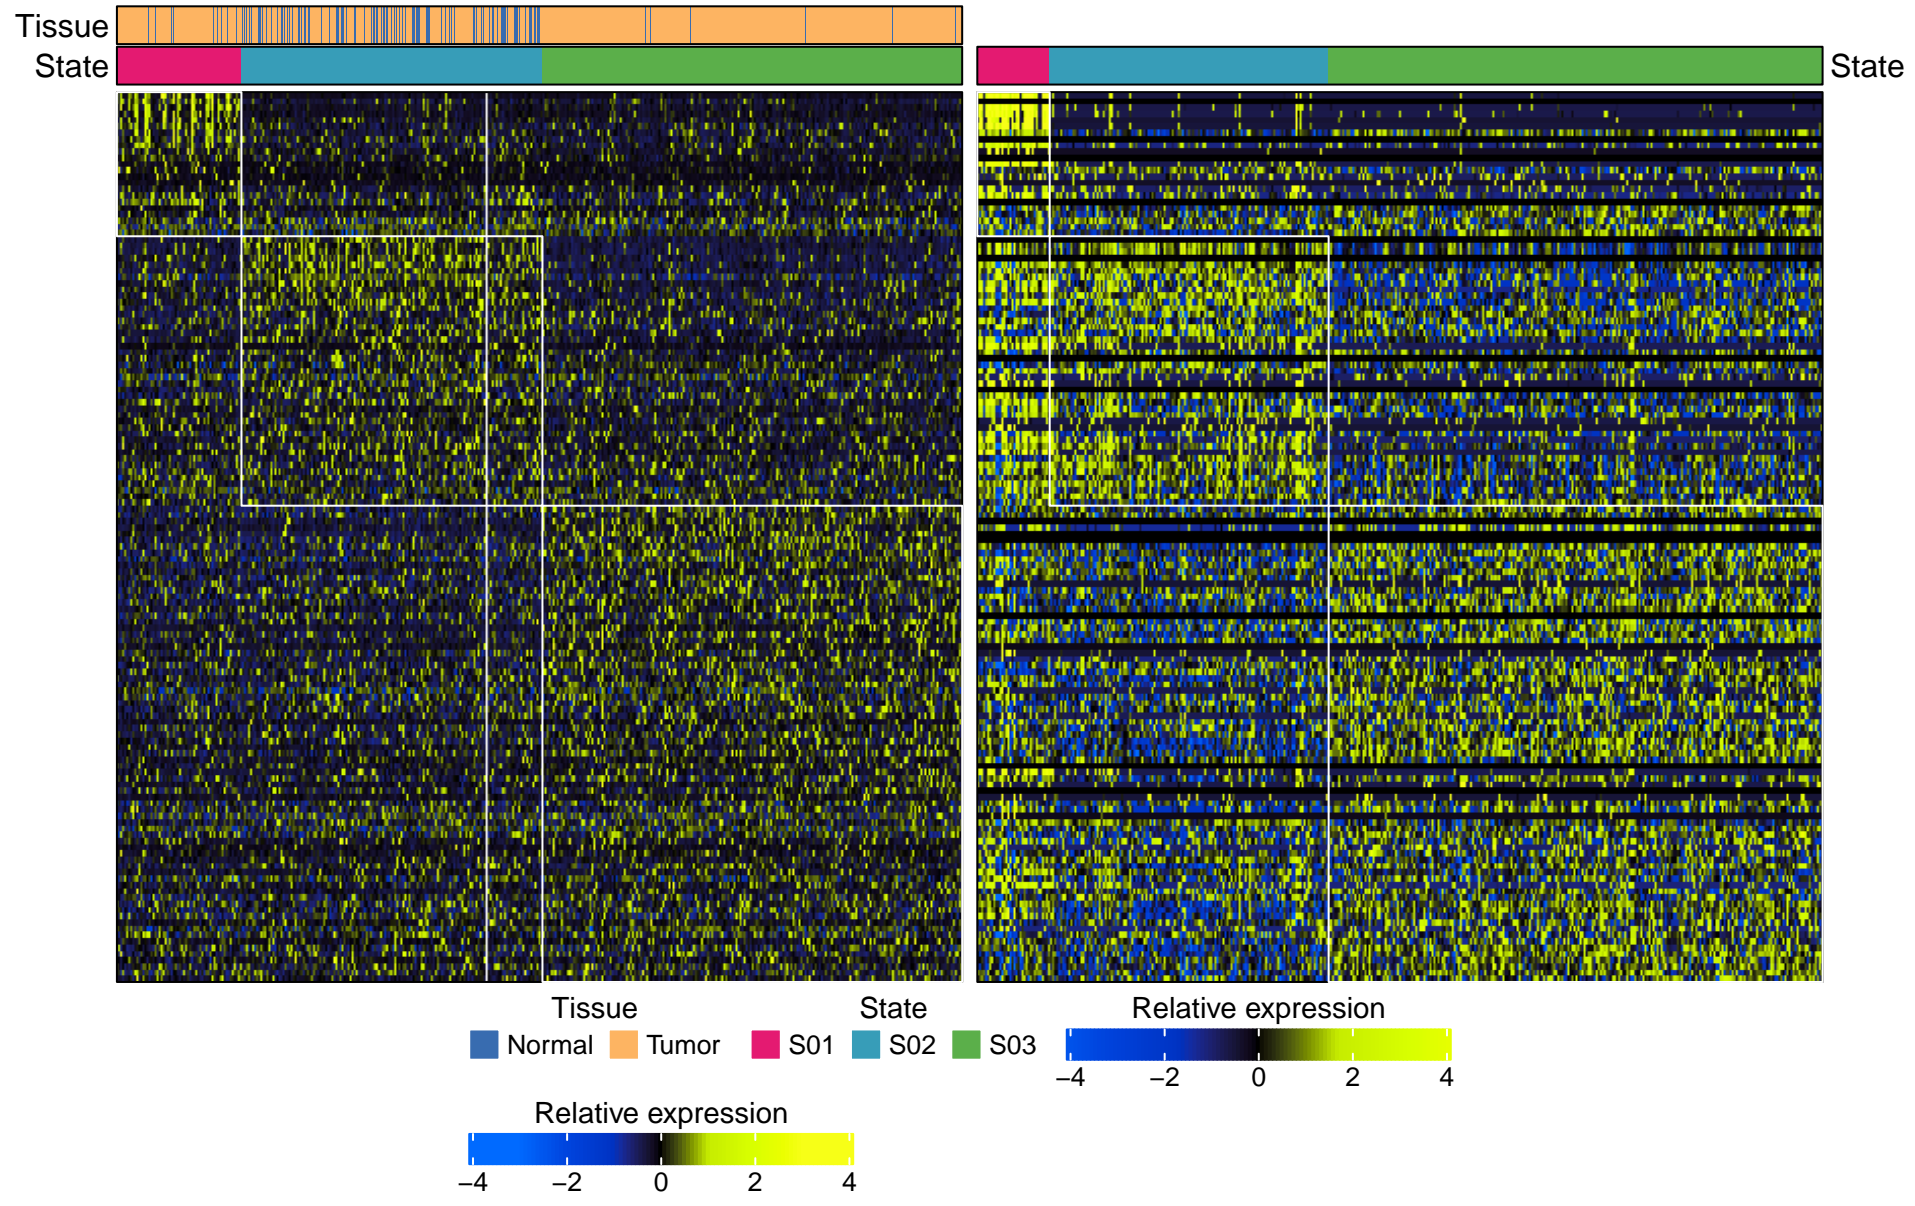 Tissue
State
State
Tissue
Normal
Tumor
State
S01
S02
S03
Relative expression
−4 −2 0 2 4
Relative expression
−4 −2 0 2 4